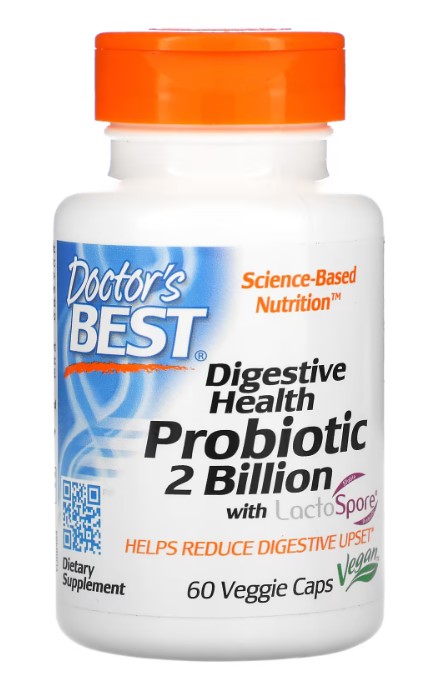 Doctor's
BEST®
Science-Based
Nutrition™
Digestive
Health
Probiotic
2 Billion
with LactoSpore®
HELPS REDUCE DIGESTIVE UPSET*
Dietary
Supplement
60 Veggie Caps
Vegan